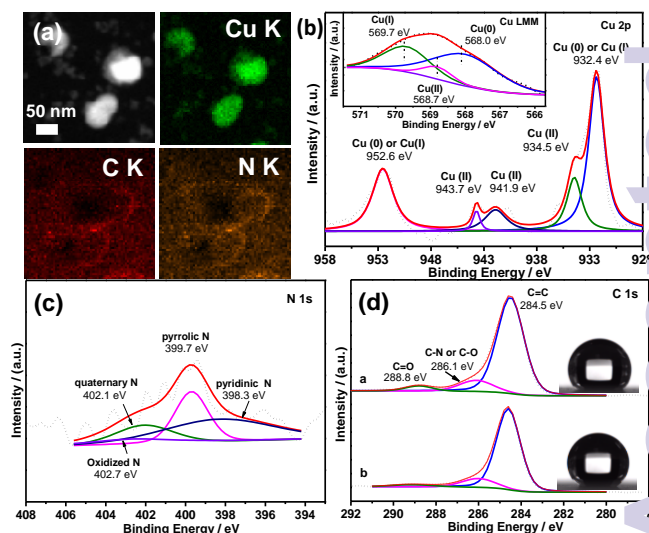 (a)
Cu K
50 nm
C K
N K
(b)
Cu 2p
Cu LMM
Cu(I)
569.7 eV
Cu(0)
568.0 eV
Cu(II)
568.7 eV
571 570 569 568 567 566
Binding Energy / eV
Intensity / (a.u.)
Cu (0) or Cu (I)
932.4 eV
Cu (II)
934.5 eV
Cu (0) or Cu(I)
952.6 eV
Cu (II)
943.7 eV
Cu (II)
941.9 eV
Intensity / (a.u.)
958 953 948 943 938 933 929
Binding Energy / eV
(c)
N 1s
pyrrolic N
399.7 eV
quaternary N
402.1 eV
pyridinic N
398.3 eV
Oxidized N
402.7 eV
Intensity / (a.u.)
408 406 404 402 400 398 396 394
Binding Energy / eV
(d)
C 1s
C=C
284.5 eV
C-N or C-O
286.1 eV
C=O
288.8 eV
a
b
Intensity / (a.u.)
292 290 288 286 284 282 280
Binding Energy / eV